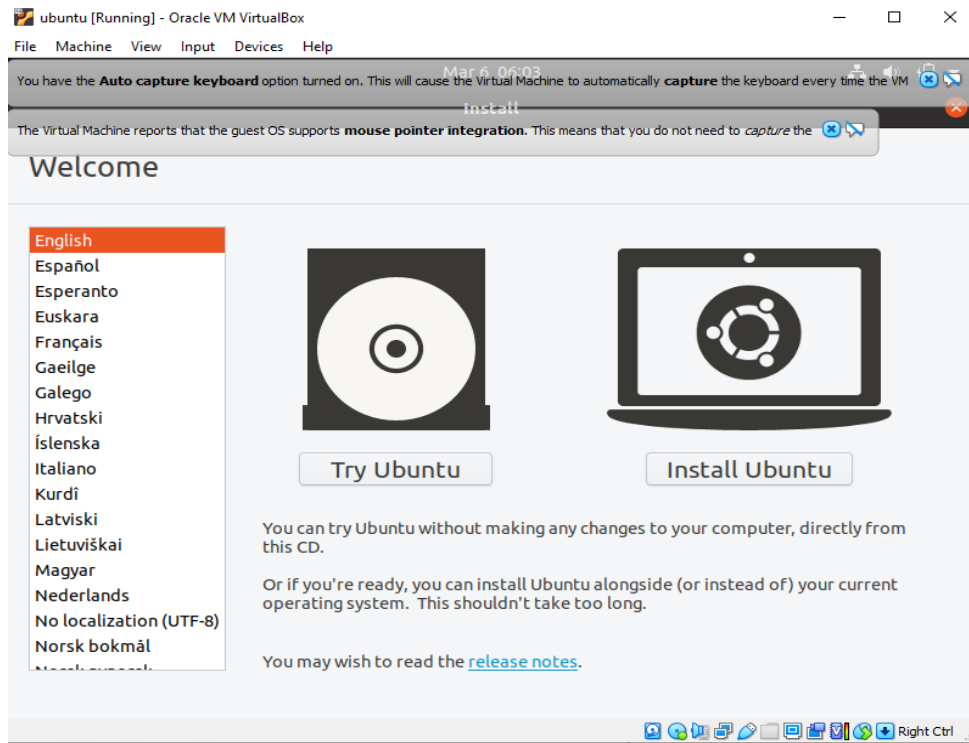 ubuntu [Running] - Oracle VM VirtualBox
File Machine View Input Devices Help
Mar 6 06:03
You have the Auto capture keyboard option turned on. This will cause the Virtual Machine to automatically capture the keyboard every time the VM
Install
The Virtual Machine reports that the guest OS supports mouse pointer integration. This means that you do not need to capture the
Welcome
English
Español
Esperanto
Euskara
Français
Gaeilge
Galego
Hrvatski
Íslenska
Italiano
Kurdî
Latviski
Lietuviškai
Magyar
Nederlands
No localization (UTF-8)
Norsk bokmål
Try Ubuntu
Install Ubuntu
You can try Ubuntu without making any changes to your computer, directly from
this CD.
Or if you're ready, you can install Ubuntu alongside (or instead of) your current
operating system. This shouldn't take too long.
You may wish to read the release notes.
Right Ctrl